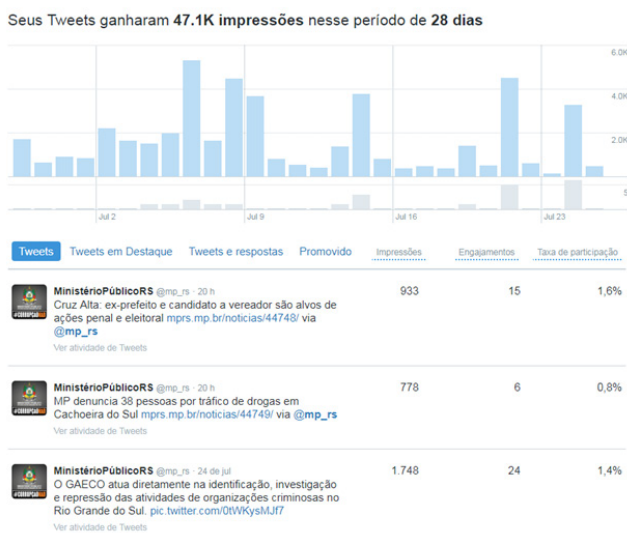 Seus Tweets ganharam 47.1K impressões nesse período de 28 dias
6.0K
4.0K
2.0K
5
Jul 2
Jul 9
Jul 16
Jul 23
Tweets
Tweets em Destaque
Tweets e respostas
Promovido
Impressões
Engajamentos
Taxa de participação
MinistérioPúblicoRS @mp_rs · 20 h
Cruz Alta: ex-prefeito e candidato a vereador são alvos de
ações penal e eleitoral mprs.mp.br/noticias/44748/ via
@mp_rs
Ver atividade de Tweets
933
15
1,6%
MinistérioPúblicoRS @mp_rs · 20 h
MP denuncia 38 pessoas por tráfico de drogas em
Cachoeira do Sul mprs.mp.br/noticias/44749/ via @mp_rs
Ver atividade de Tweets
778
6
0,8%
MinistérioPúblicoRS @mp_rs · 24 de jul
O GAECO atua diretamente na identificação, investigação
e repressão das atividades de organizações criminosas no
Rio Grande do Sul. pic.twitter.com/0tWKysMJf7
Ver atividade de Tweets
1.748
24
1,4%